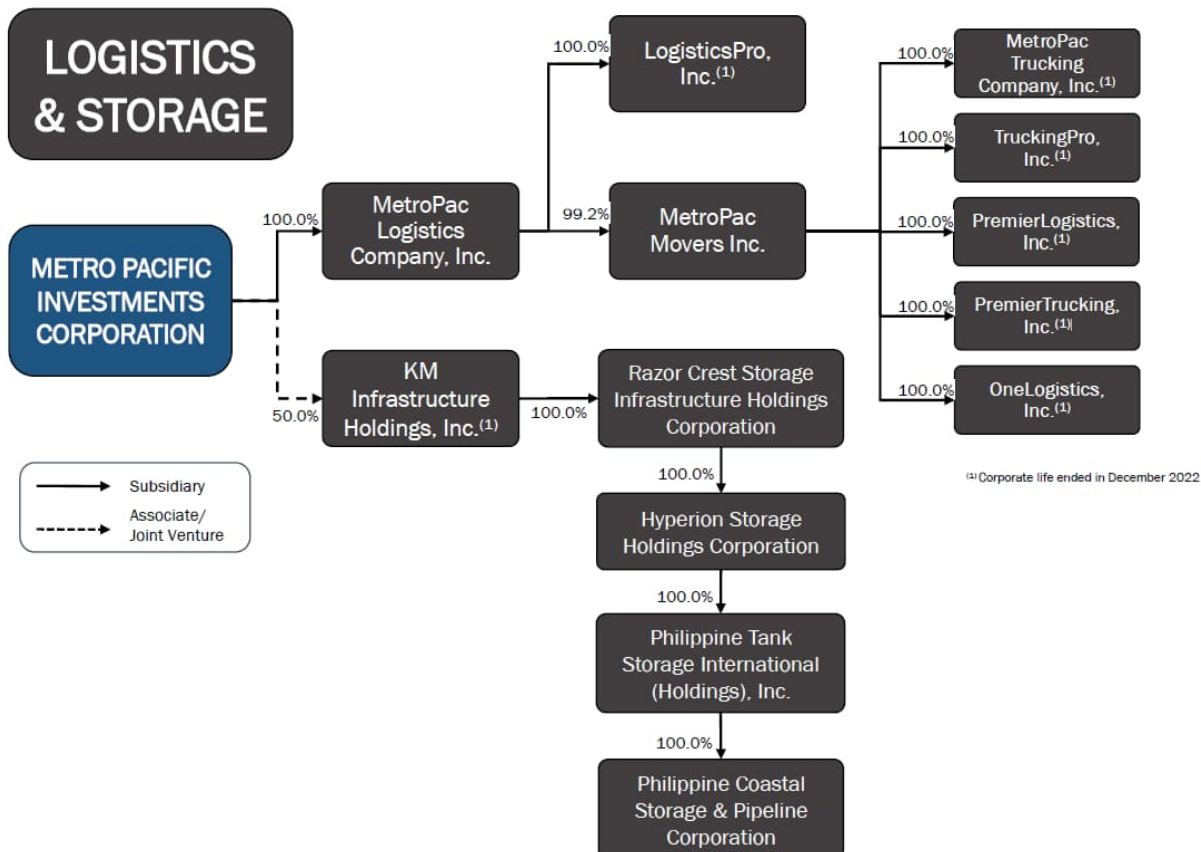 LOGISTICS
& STORAGE
100.0%
LogisticsPro,
Inc.(1)
100.0%
MetroPac
Trucking
Company, Inc.(1)
100.0%
TruckingPro,
Inc.(1)
100.0%
MetroPac
Logistics
Company, Inc.
99.2%
MetroPac
Movers Inc.
100.0%
PremierLogistics,
Inc.(1)
METRO PACIFIC
INVESTMENTS
CORPORATION
100.0%
PremierTrucking,
Inc.(1)
50.0%
KM
Infrastructure
Holdings, Inc.(1)
100.0%
Razor Crest Storage
Infrastructure Holdings
Corporation
100.0%
OneLogistics,
Inc.(1)
(1) Corporate life ended in December 2022
Subsidiary
Associate/
Joint Venture
100.0%
Hyperion Storage
Holdings Corporation
100.0%
Philippine Tank
Storage International
(Holdings), Inc.
100.0%
Philippine Coastal
Storage & Pipeline
Corporation